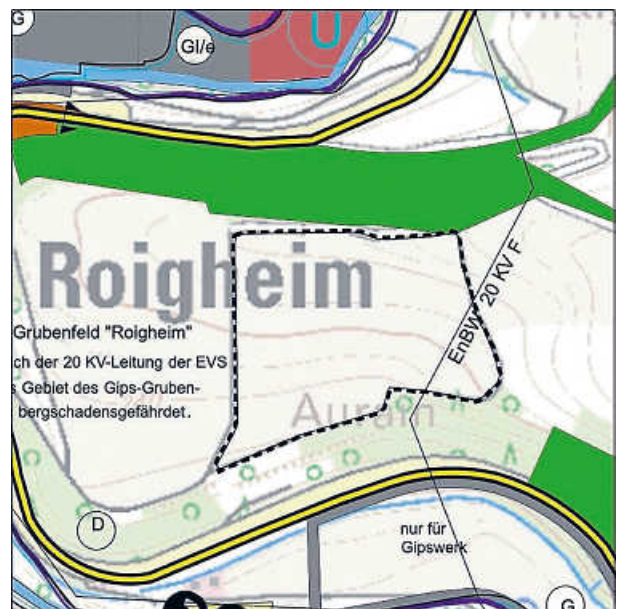 G
GI/e
U
Roigheim
EnBW 20 KV F
Grubenfeld "Roigheim"
ch der 20 KV-Leitung der EVS
s Gebiet des Gips-Gruben-
bergschadensgefährdet.
Aurain
D
nur für
Gipswerk
G